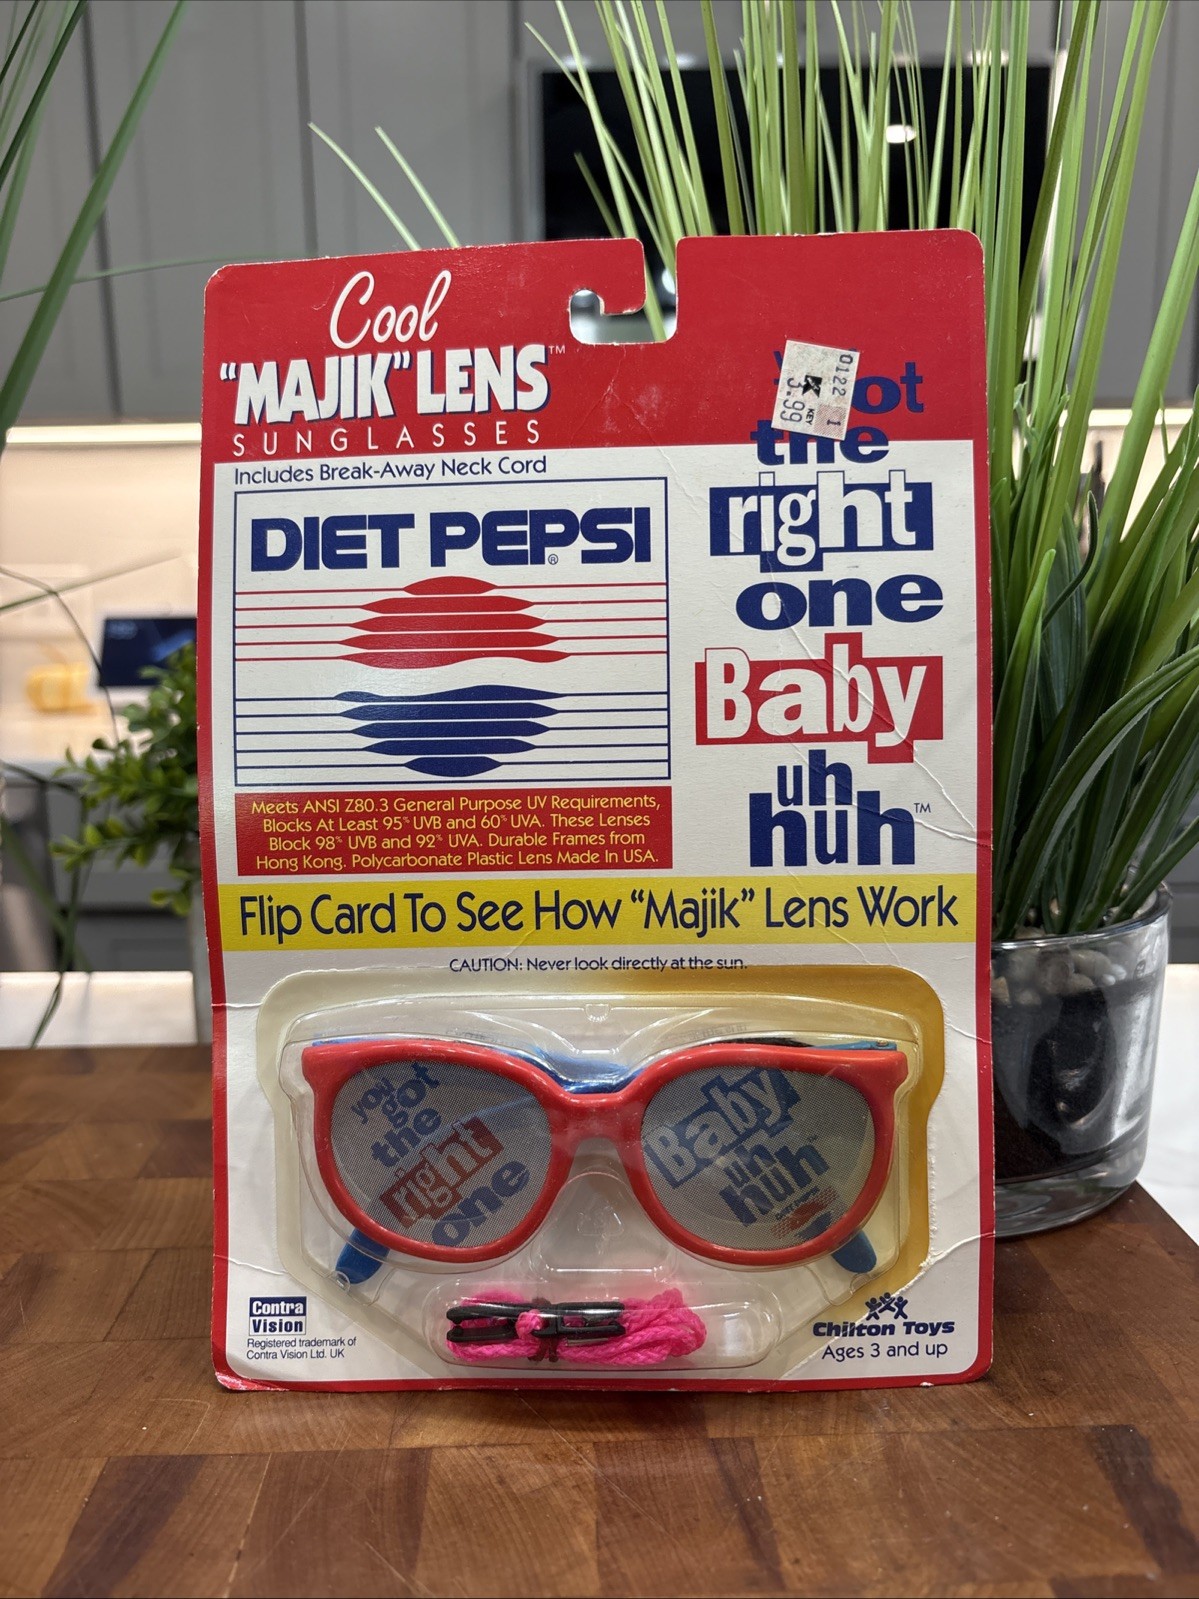 Cool
"MAJIK" LENS™
SUNGLASSES
Includes Break-Away Neck Cord
DIET PEPSI®
Meets ANSI Z80.3 General Purpose UV Requirements,
Blocks At Least 95% UVB and 60% UVA. These Lenses
Block 98% UVB and 92% UVA. Durable Frames from
Hong Kong. Polycarbonate Plastic Lens Made In USA.
0122 1
KEY
3.99
the
right
one
Baby
uh
huh™
Flip Card To See How "Majik" Lens Work
CAUTION: Never look directly at the sun.
you
got
the
right
one
Baby
uh
huh™
DIET PEPSI
Contra
Vision
Registered trademark of
Contra Vision Ltd. UK
Chilton Toys
Ages 3 and up